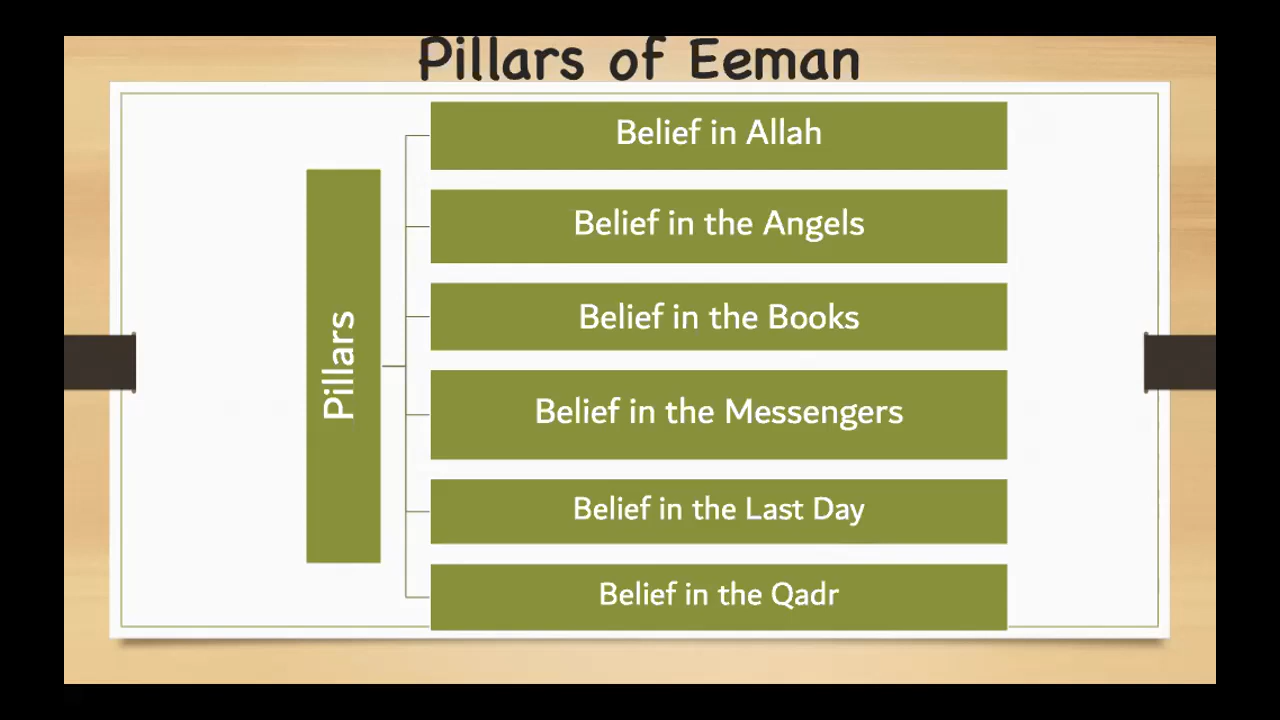 Pillars of Eeman
Pillars
Belief in Allah
Belief in the Angels
Belief in the Books
Belief in the Messengers
Belief in the Last Day
Belief in the Qadr